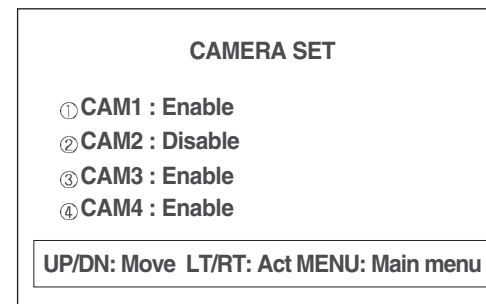 CAMERA SET
①CAM1 : Enable
②CAM2 : Disable
③CAM3 : Enable
④CAM4 : Enable
UP/DN: Move LT/RT: Act MENU: Main menu